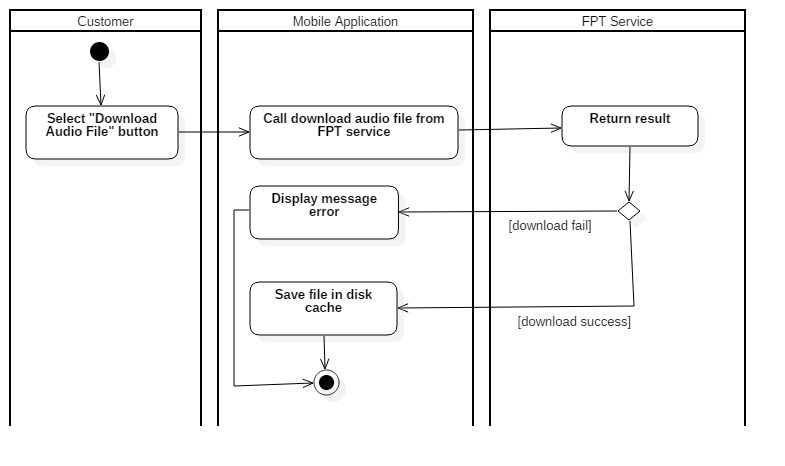 Customer
Mobile Application
FPT Service
Select "Download
Audio File" button
Call download audio file from
FPT service
Return result
Display message
error
[download fail]
Save file in disk
cache
[download success]